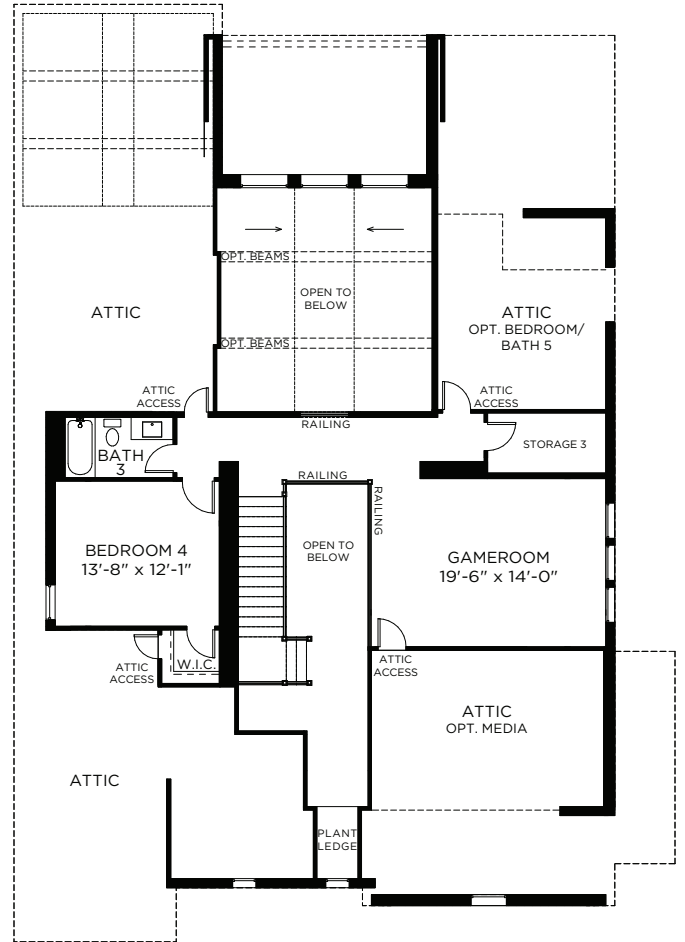 OPT. BEAMS
OPEN TO
BELOW
OPT. BEAMS
ATTIC
ATTIC
OPT. BEDROOM/
BATH 5
ATTIC
ACCESS
ATTIC
ACCESS
RAILING
STORAGE 3
BATH
3
RAILING
RAILING
BEDROOM 4
13'-8" x 12'-1"
OPEN TO
BELOW
GAMEROOM
19'-6" x 14'-0"
ATTIC
ACCESS
W.I.C.
ATTIC
ACCESS
ATTIC
OPT. MEDIA
ATTIC
PLANT
LEDGE